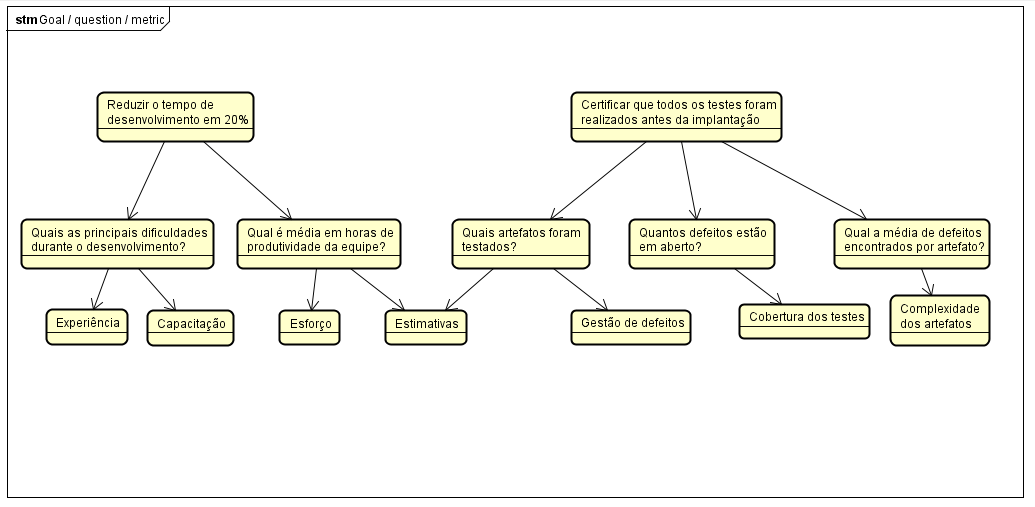 stm Goal / question / metric
Reduzir o tempo de
desenvolvimento em 20%
Certificar que todos os testes foram
realizados antes da implantação
Quais as principais dificuldades
durante o desenvolvimento?
Qual é média em horas de
produtividade da equipe?
Quais artefatos foram
testados?
Quantos defeitos estão
em aberto?
Qual a média de defeitos
encontrados por artefato?
Experiência
Capacitação
Esforço
Estimativas
Gestão de defeitos
Cobertura dos testes
Complexidade
dos artefatos